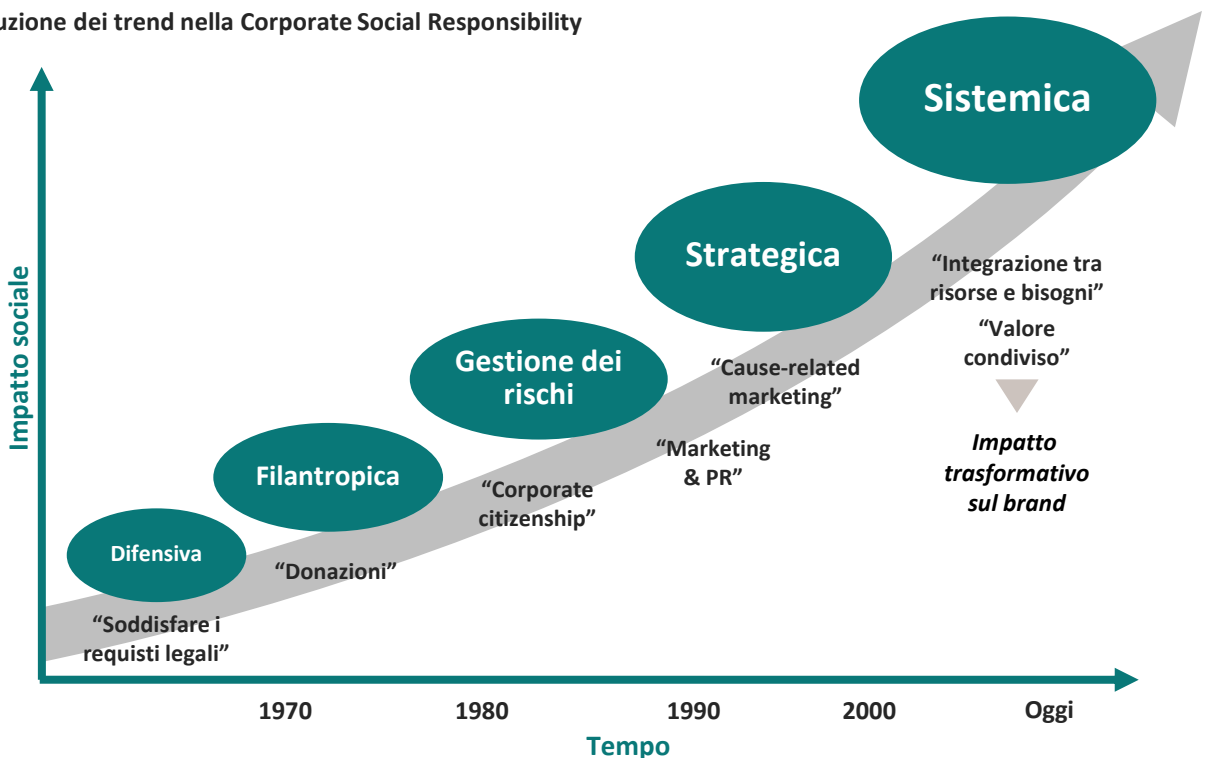 uzione dei trend nella Corporate Social Responsibility
Sistemica
Strategica
Gestione dei
rischi
Filantropica
Difensiva
Impatto sociale
“Integrazione tra
risorse e bisogni”
“Valore
condiviso”
Impatto
trasformativo
sul brand
“Cause-related
marketing”
“Marketing
& PR”
“Corporate
citizenship”
“Donazioni”
“Soddisfare i
requisti legali”
1970
1980
1990
2000
Oggi
Tempo